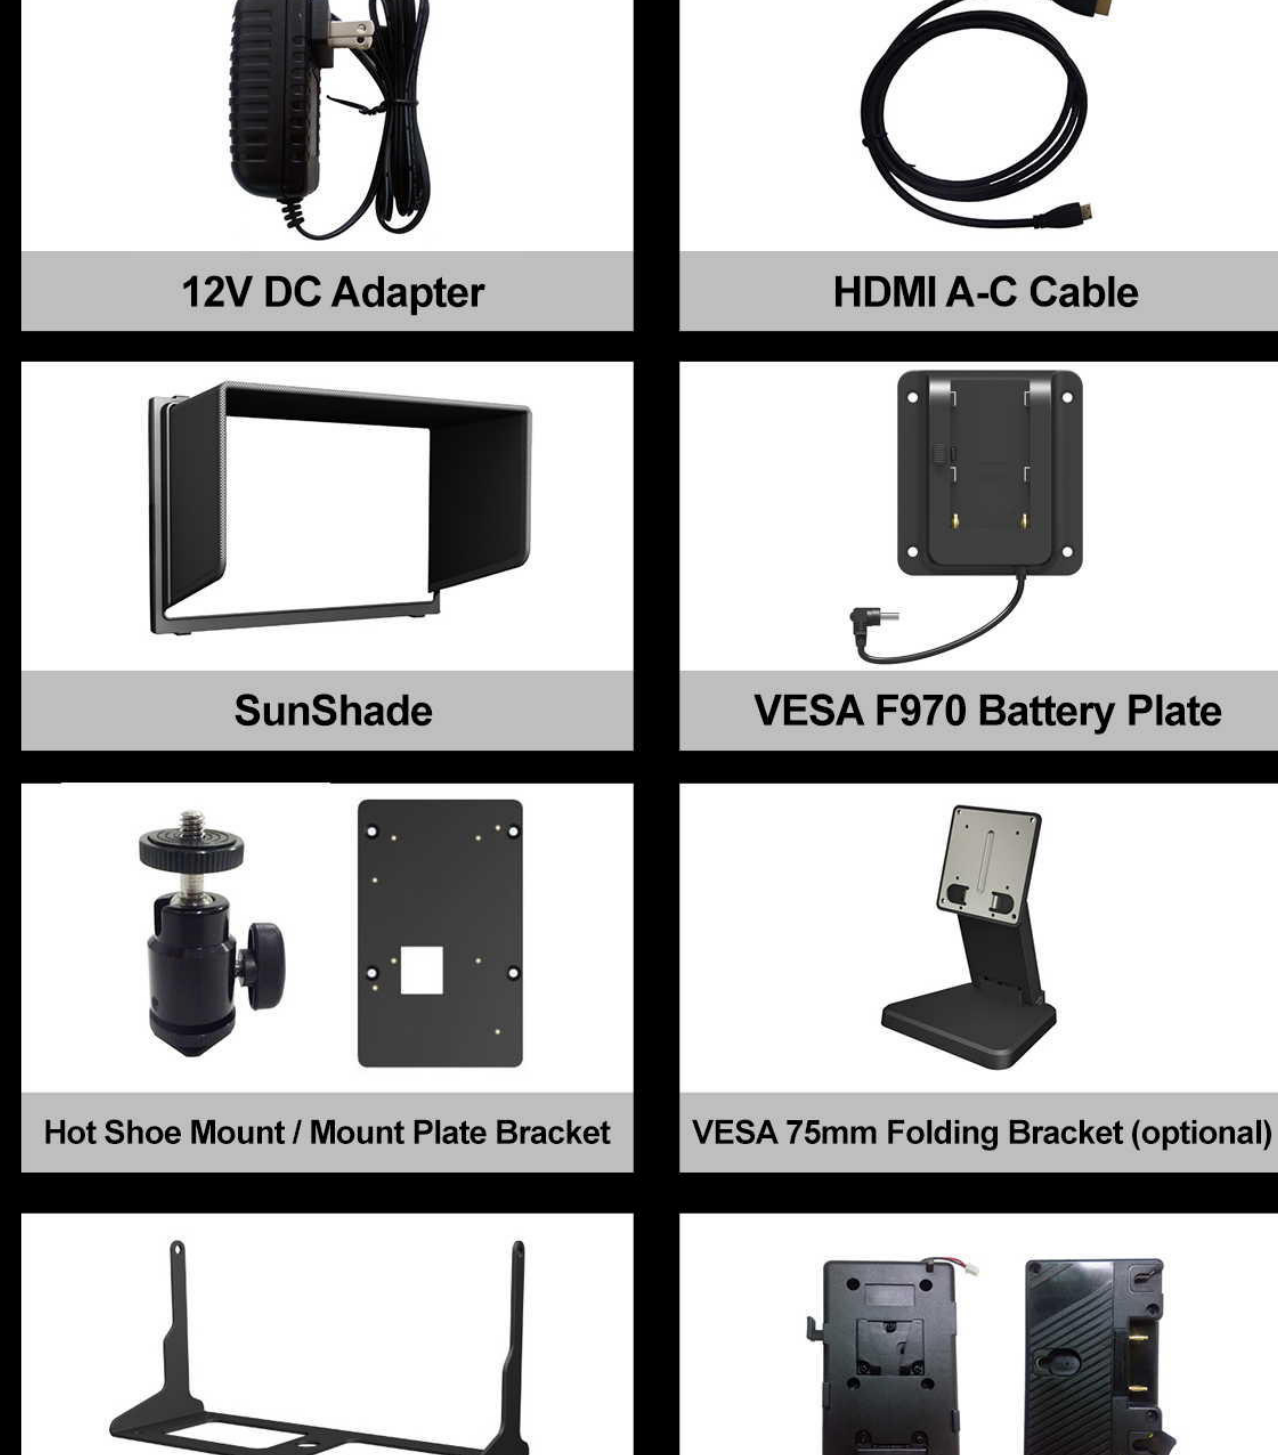 12V DC Adapter
HDMI A-C Cable
SunShade
VESA F970 Battery Plate
Hot Shoe Mount / Mount Plate Bracket
VESA 75mm Folding Bracket (optional)